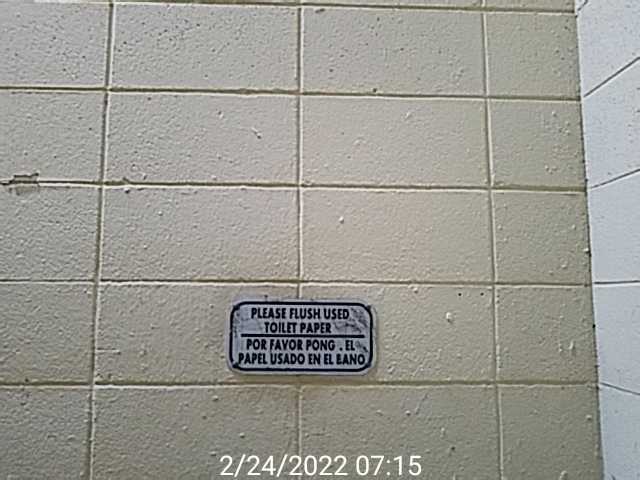 PLEASE FLUSH USED
TOILET PAPER
POR FAVOR PONG . EL
PAPEL USADO EN EL BANO
2/24/2022 07:15